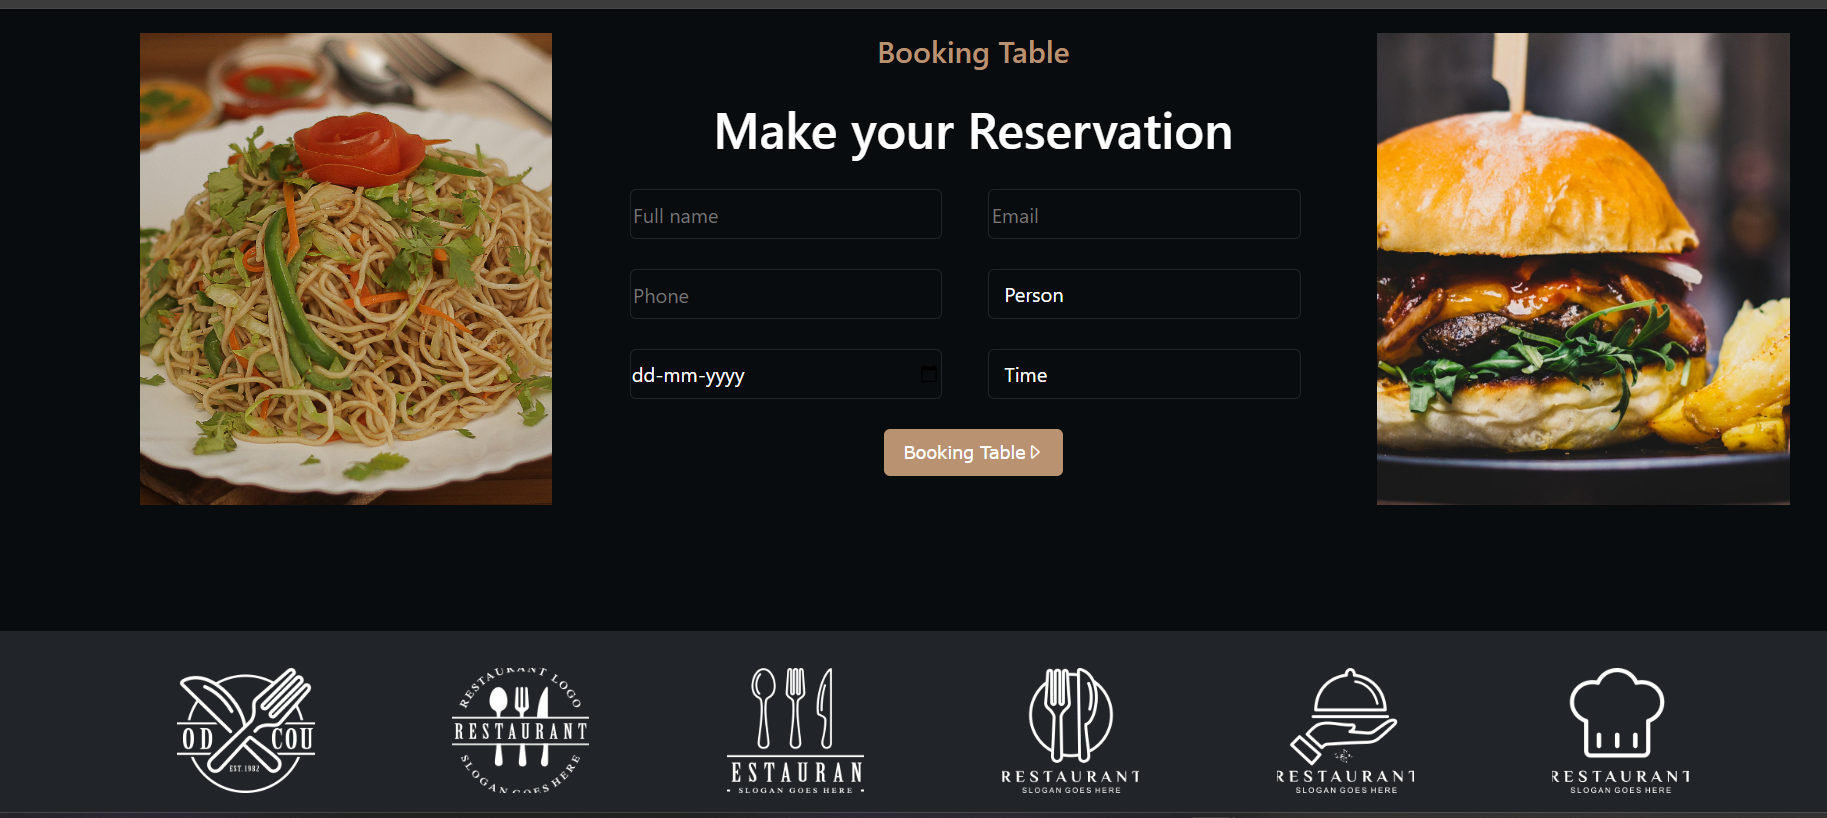 Booking Table
Make your Reservation
Full name
Email
Phone
Person
dd-mm-yyyy
Time
Booking Table
OD COU
EST. 1982
RESTAURANT LOGO
RESTAURANT
SLOGAN GOES HERE
ESTAURAN
SLOGAN GOES HERE
RESTAURANT
SLOGAN GOES HERE
RESTAURANT
SLOGAN GOES HERE
RESTAURANT
SLOGAN GOES HERE